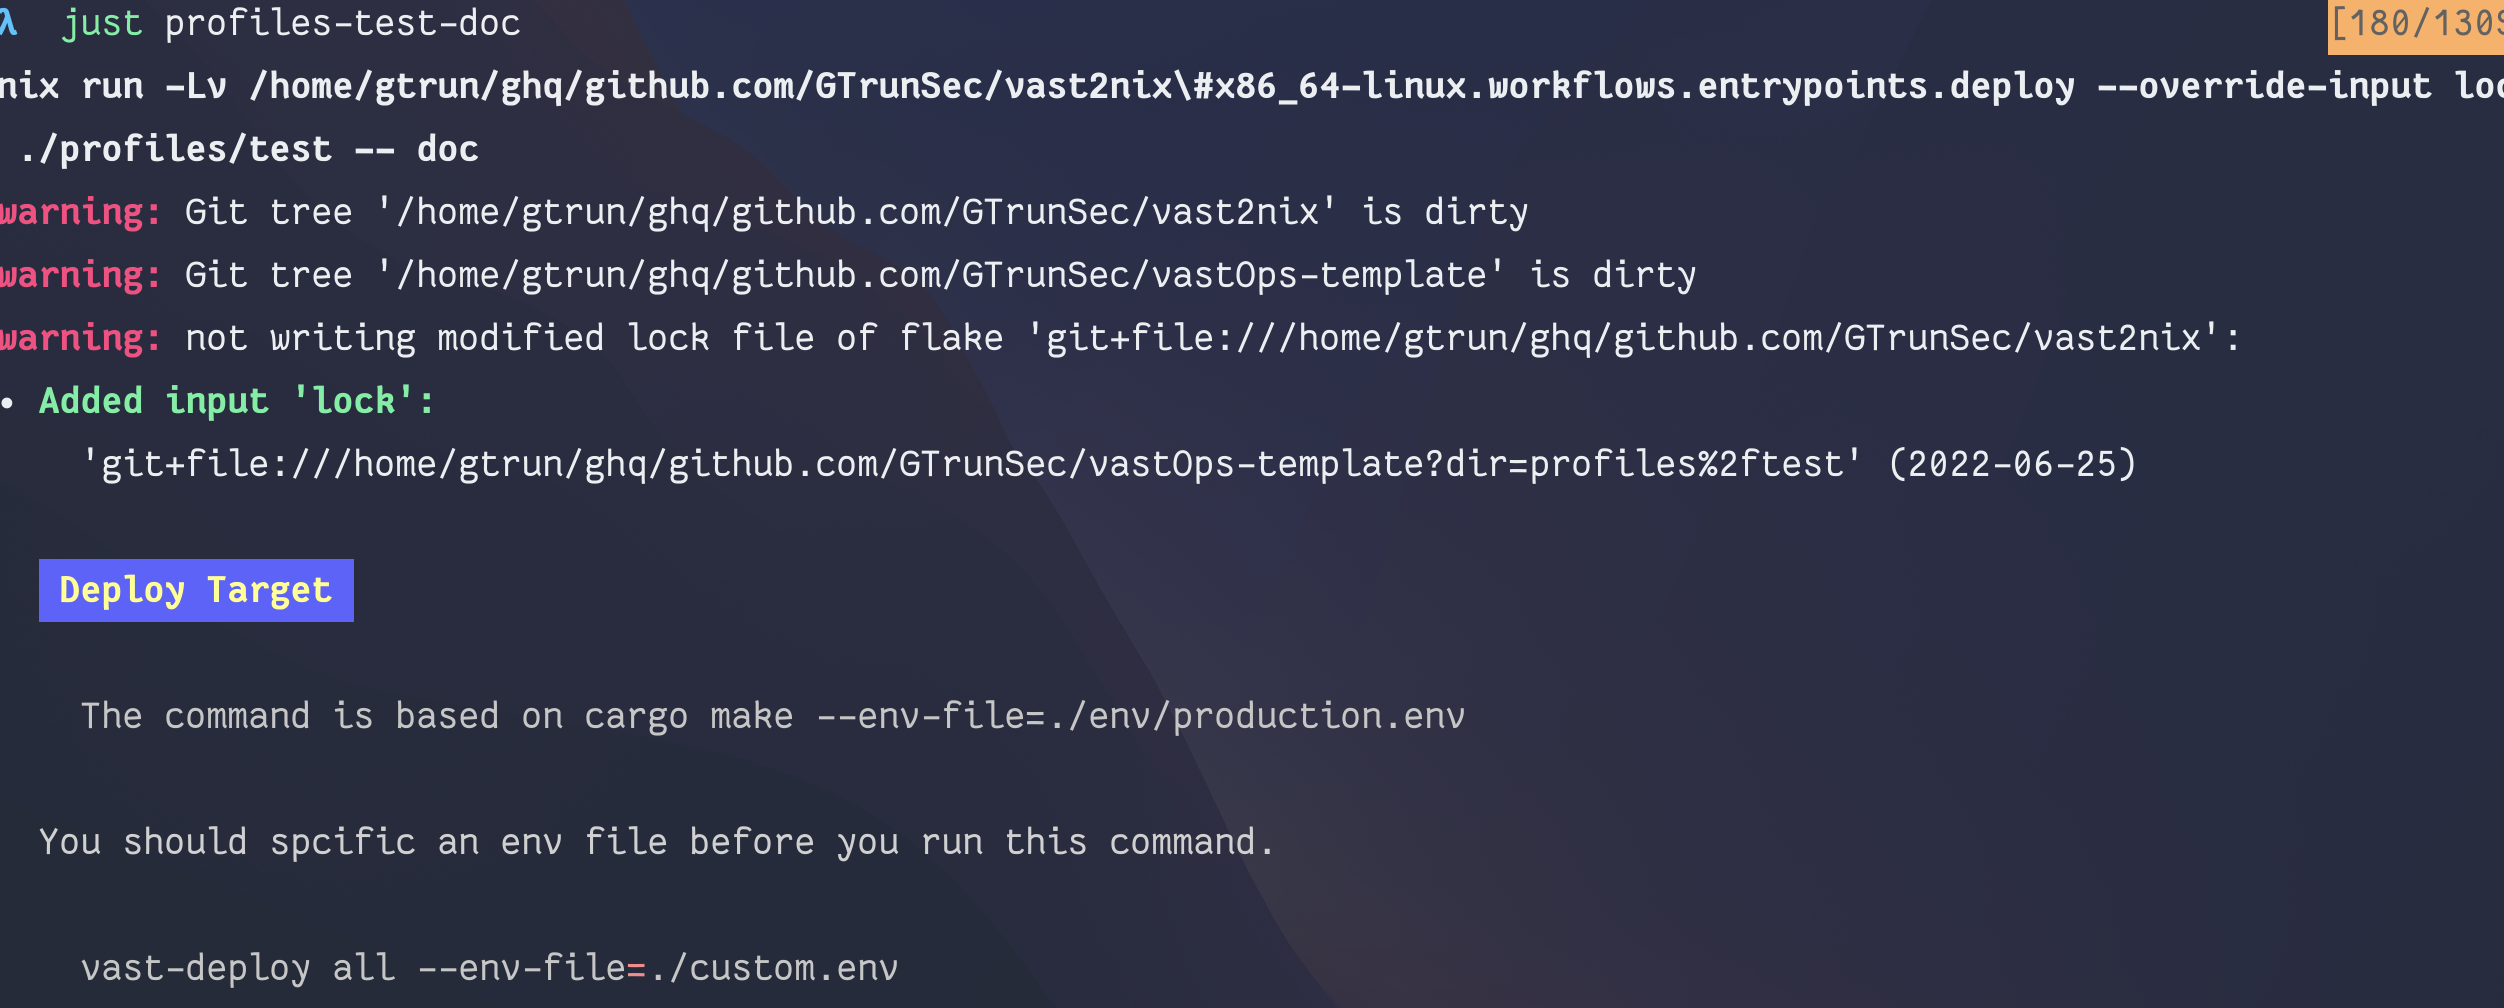 λ just profiles-test-doc [180/130
nix run -Lv /home/gtrun/ghq/github.com/GTrunSec/vast2nix\#x86_64-linux.workflows.entrypoints.deploy --override-input
./profiles/test -- doc
warning: Git tree '/home/gtrun/ghq/github.com/GTrunSec/vast2nix' is dirty
warning: Git tree '/home/gtrun/ghq/github.com/GTrunSec/vastOps-template' is dirty
warning: not writing modified lock file of flake 'git+file:///home/gtrun/ghq/github.com/GTrunSec/vast2nix':
• Added input 'lock':
'git+file:///home/gtrun/ghq/github.com/GTrunSec/vastOps-template?dir=profiles%2ftest' (2022-06-25)
Deploy Target
The command is based on cargo make --env-file=./env/production.env
You should spcific an env file before you run this command.
vast-deploy all --env-file=./custom.env